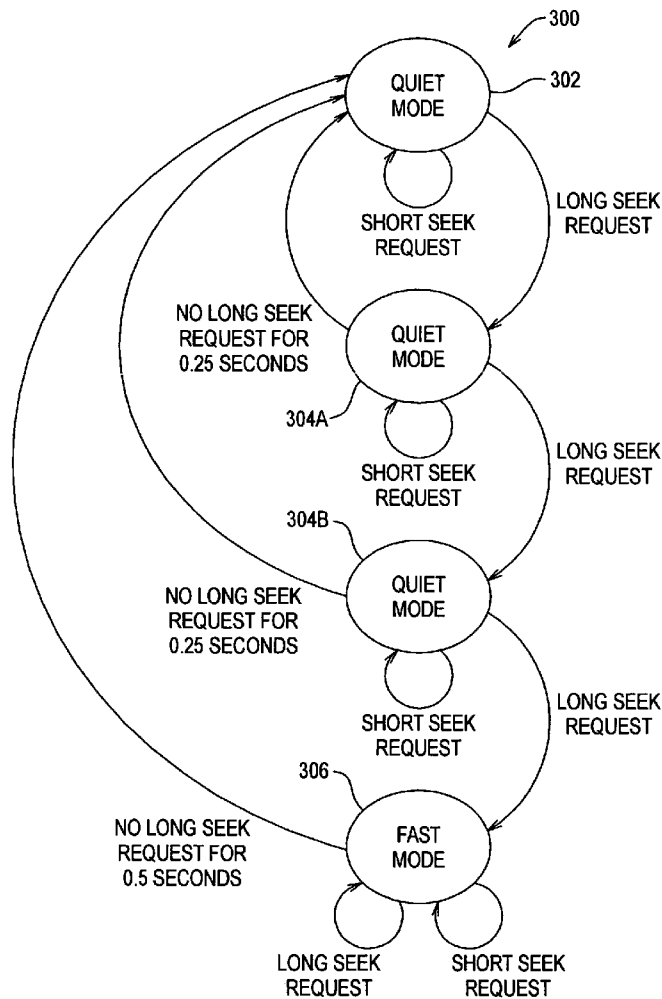 300
QUIET
MODE
302
SHORT SEEK
REQUEST
LONG SEEK
REQUEST
NO LONG SEEK
REQUEST FOR
0.25 SECONDS
QUIET
MODE
304A
SHORT SEEK
REQUEST
LONG SEEK
REQUEST
304B
QUIET
MODE
NO LONG SEEK
REQUEST FOR
0.25 SECONDS
SHORT SEEK
REQUEST
LONG SEEK
REQUEST
306
FAST
MODE
NO LONG SEEK
REQUEST FOR
0.5 SECONDS
LONG SEEK
REQUEST
SHORT SEEK
REQUEST